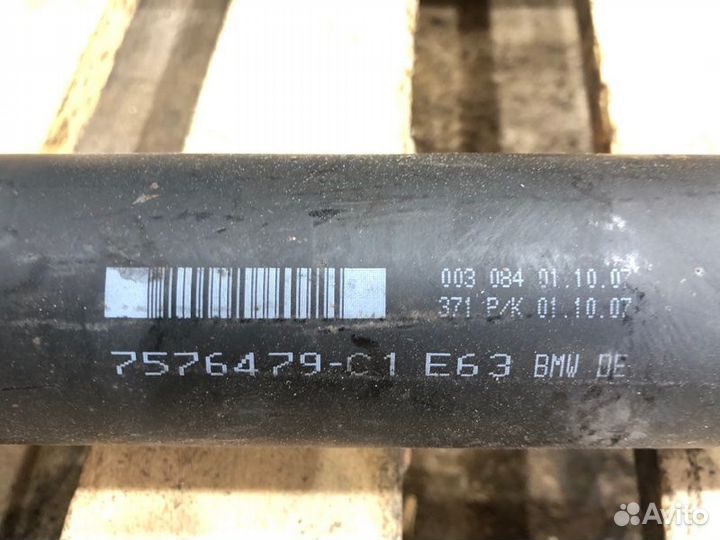 003 084 01.10.07
371 P/K 01.10.07
7576479-C1 E63 BMW DE
Avito